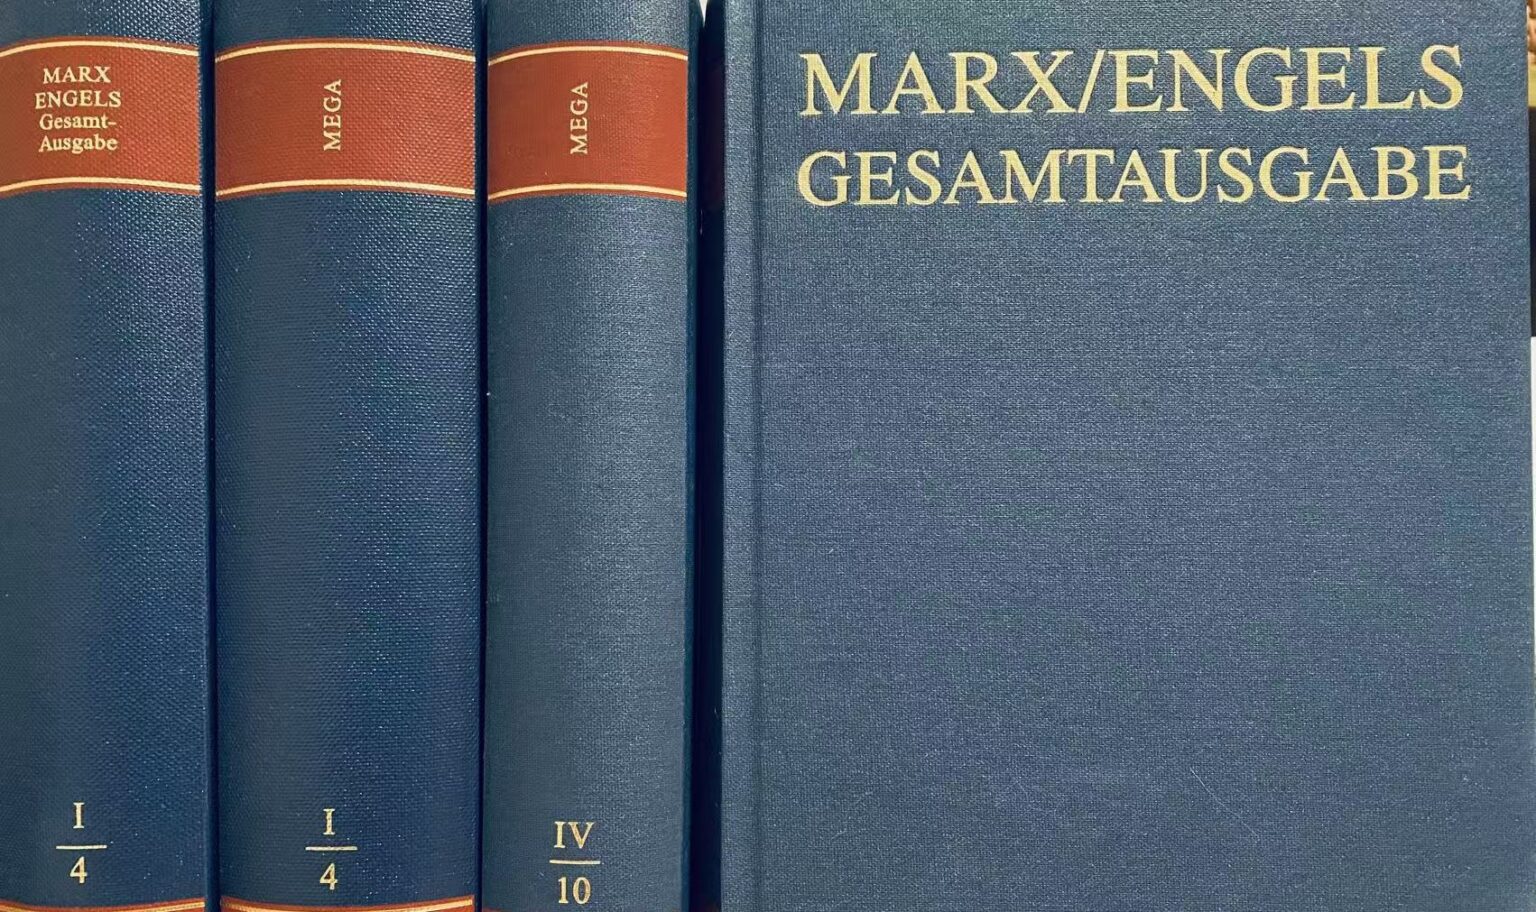 MARX
ENGELS
Gesamt-
Ausgabe
I
4
MEGA
I
4
MEGA
IV
10
MARX/ENGELS
GESAMTAUSGABE